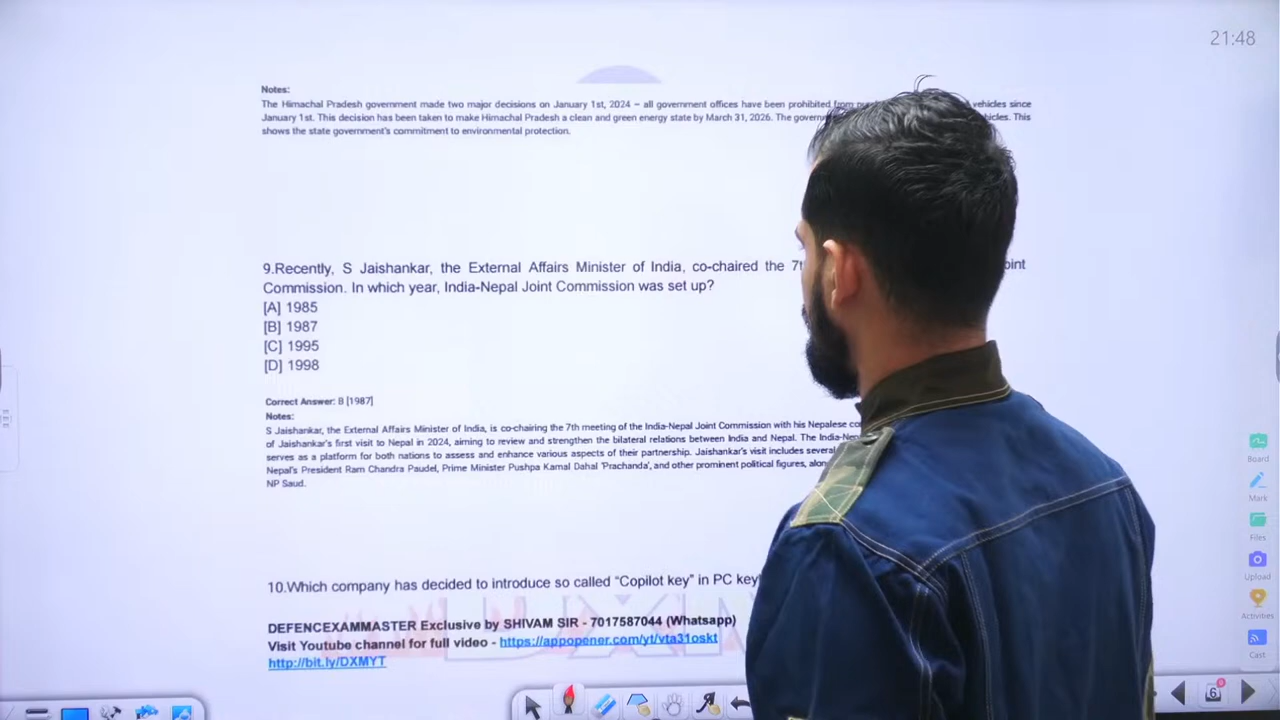 21:48
Notes:
The Himachal Pradesh government made two major decisions on January 1st, 2024 – all government offices have been prohibited from vehicles since
January 1st. This decision has been taken to make Himachal Pradesh a clean and green energy state by March 31, 2026. The This
shows the state government's commitment to environmental protection.
9.Recently, S Jaishankar, the External Affairs Minister of India, co-chaired the
Commission. In which year, India-Nepal Joint Commission was set up?
[A] 1985
[B] 1987
[C] 1995
[D] 1998
Correct Answer: B [1987]
Notes:
S Jaishankar, the External Affairs Minister of India, is co-chairing the 7th meeting of the India-Nepal Joint Commission with his Nepalese
of Jaishankar's first visit to Nepal in 2024, aiming to review and strengthen the bilateral relations between India and Nepal. The
serves as a platform for both nations to assess and enhance various aspects of their partnership. Jaishankar's visit includes several
Nepal's President Ram Chandra Paudel, Prime Minister Pushpa Kamal Dahal 'Prachanda', and other prominent political figures,
NP Saud.
10.Which company has decided to introduce so called "Copilot key" in PC
DEFENCEXAMMASTER Exclusive by SHIVAM SIR - 7017587044 (Whatsapp)
Visit Youtube channel for full video - https://appopener.com/yt/vta31oskt
http://bit.ly/DXMYT
Board
Mark
Files
Upload
Activities
Cast
6